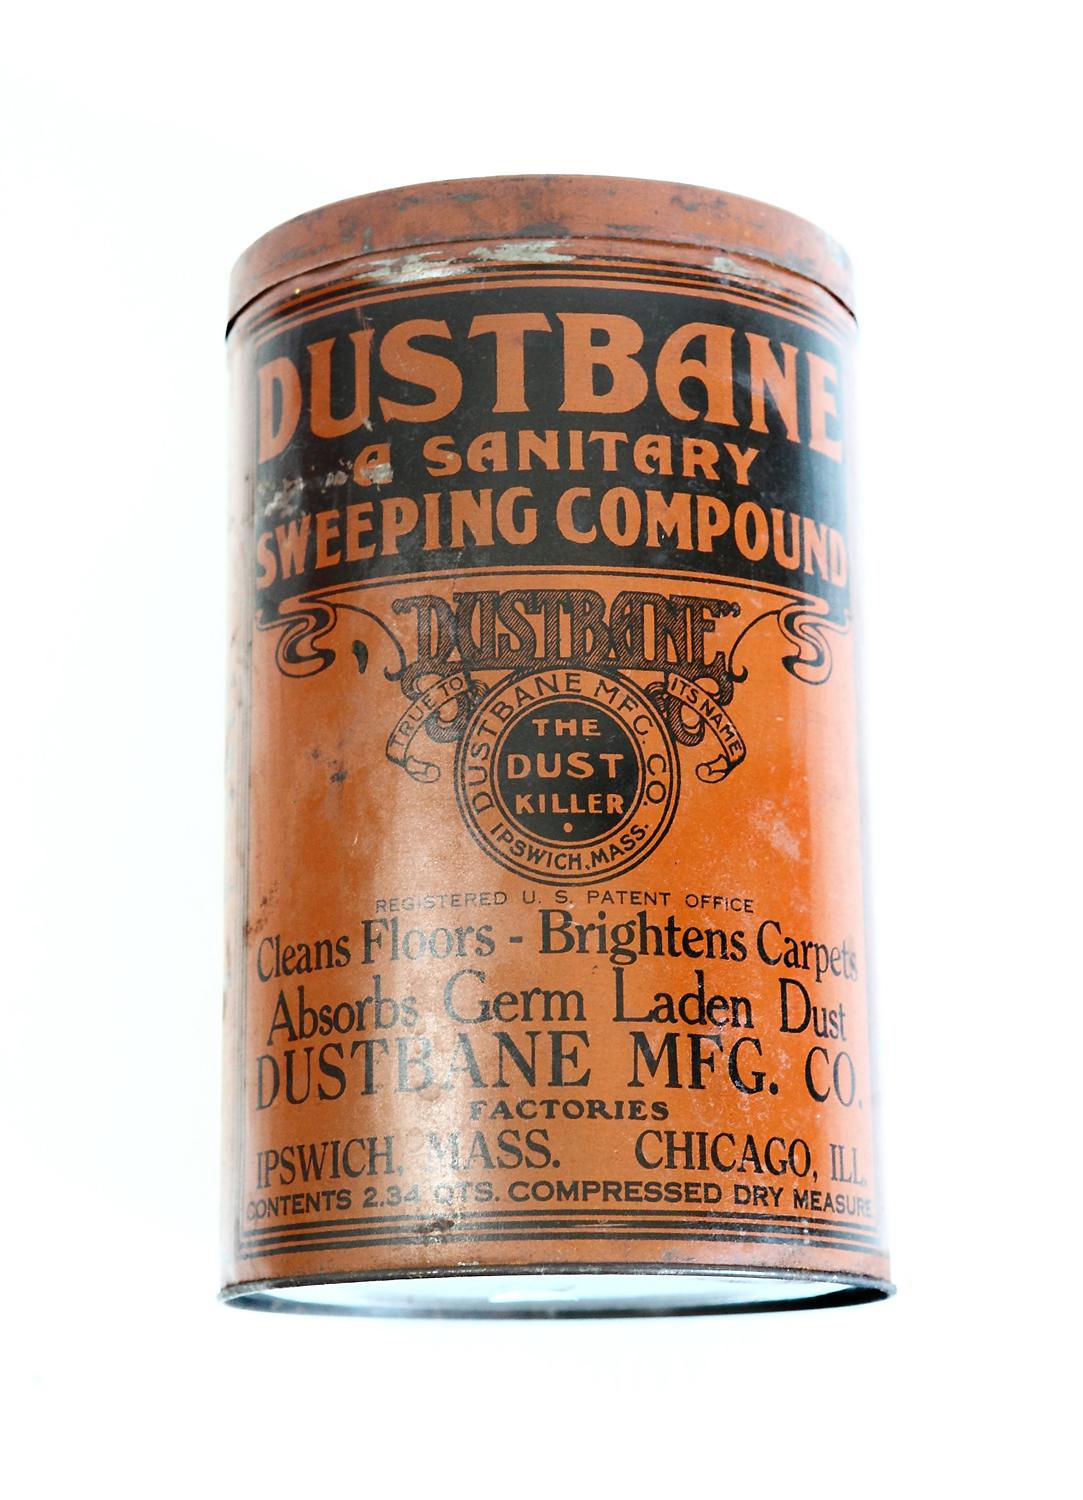 DUSTBANE
A SANITARY
SWEEPING COMPOUND
"DUSTBANE"
TRUE TO ITS NAME
DUSTBANE MFG. CO.
THE
DUST
KILLER
IPSWICH, MASS.
REGISTERED U. S. PATENT OFFICE
Cleans Floors - Brightens Carpets
Absorbs Germ Laden Dust
DUSTBANE MFG. CO.
FACTORIES
IPSWICH, MASS. CHICAGO, ILL.
CONTENTS 2.34 QTS. COMPRESSED DRY MEASURE